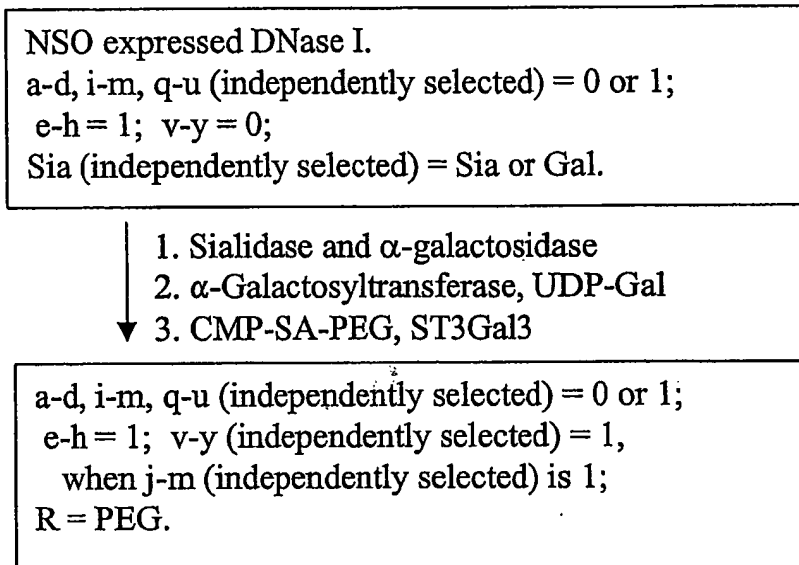 NSO expressed DNase I.
a-d, i-m, q-u (independently selected) = 0 or 1;
e-h = 1; v-y = 0;
Sia (independently selected) = Sia or Gal.
1. Sialidase and α-galactosidase
2. α-Galactosyltransferase, UDP-Gal
3. CMP-SA-PEG, ST3Gal3
a-d, i-m, q-u (independently selected) = 0 or 1;
e-h = 1; v-y (independently selected) = 1,
when j-m (independently selected) is 1;
R = PEG.